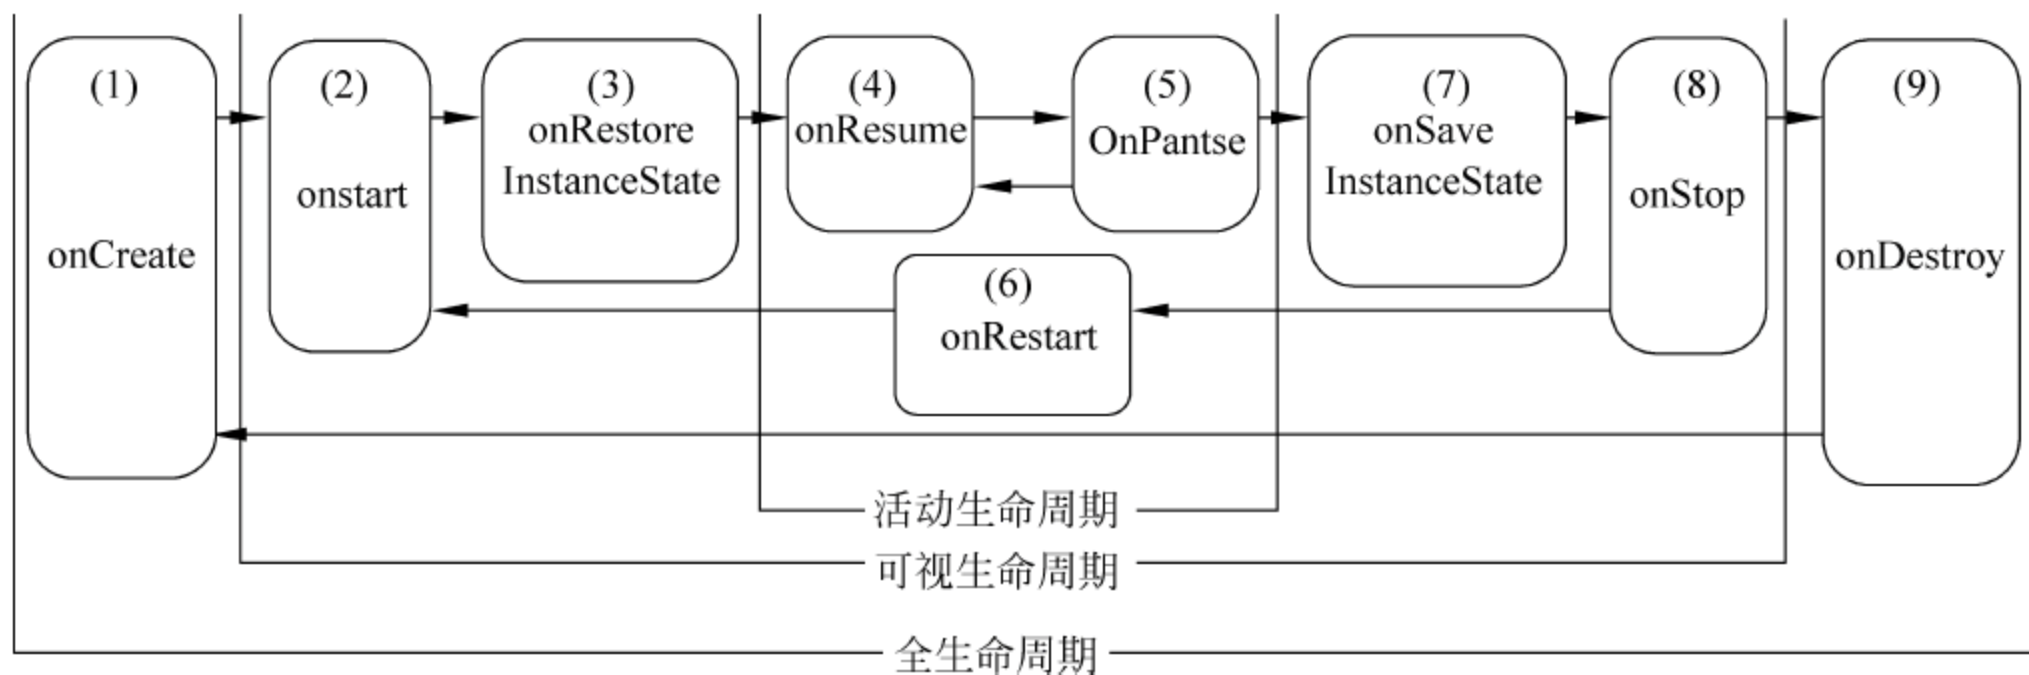 (1)
onCreate
(2)
onstart
(3)
onRestore
InstanceState
(4)
onResume
(5)
OnPantse
(6)
onRestart
(7)
onSave
InstanceState
(8)
onStop
(9)
onDestroy
活动生命周期
可视生命周期
全生命周期